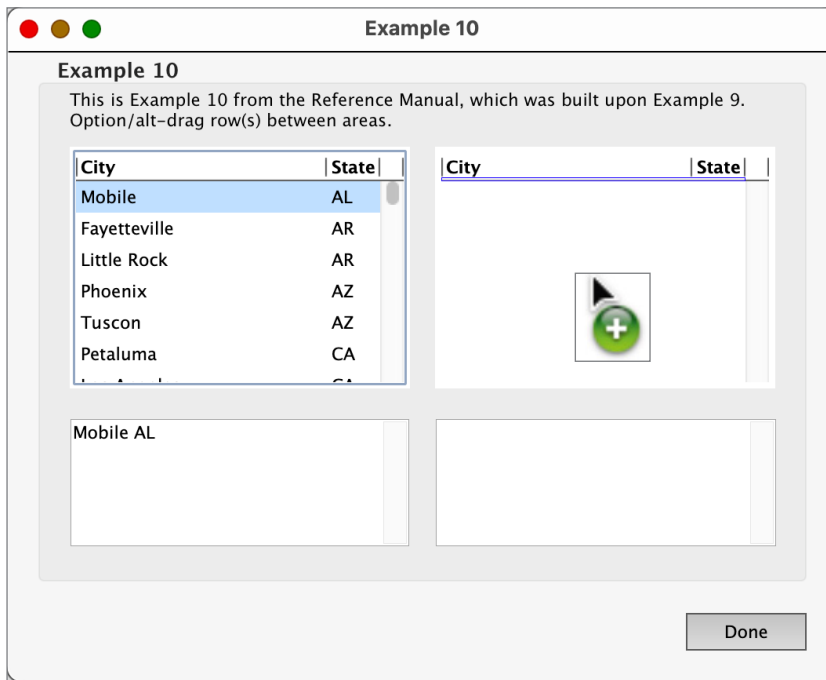 Example 10
Example 10
This is Example 10 from the Reference Manual, which was built upon Example 9.
Option/alt-drag row(s) between areas.
City State
Mobile AL
Fayetteville AR
Little Rock AR
Phoenix AZ
Tuscon AZ
Petaluma CA
City State
Mobile AL
Done